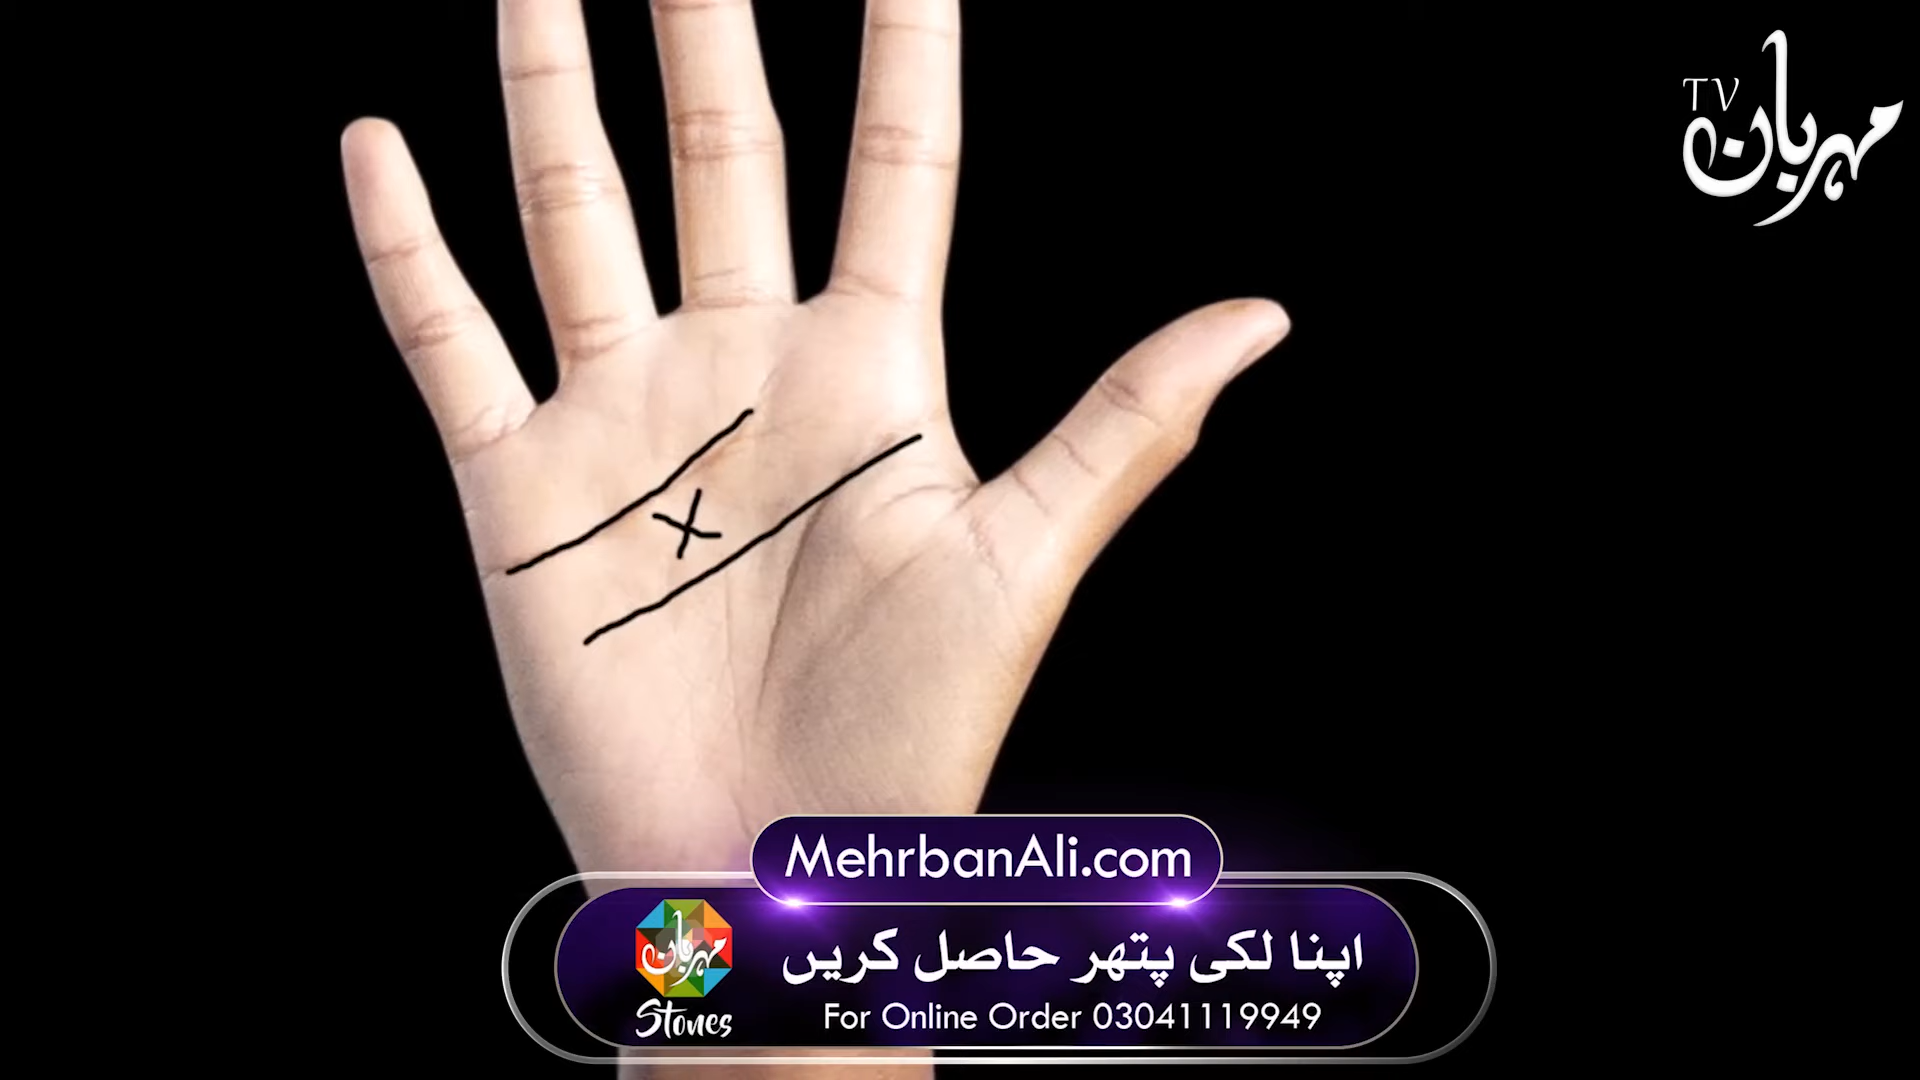 TV
مہربان
MehrbanAli.com
مہربان
Stones
اپنا لکی پتھر حاصل کریں
For Online Order 03041119949
X